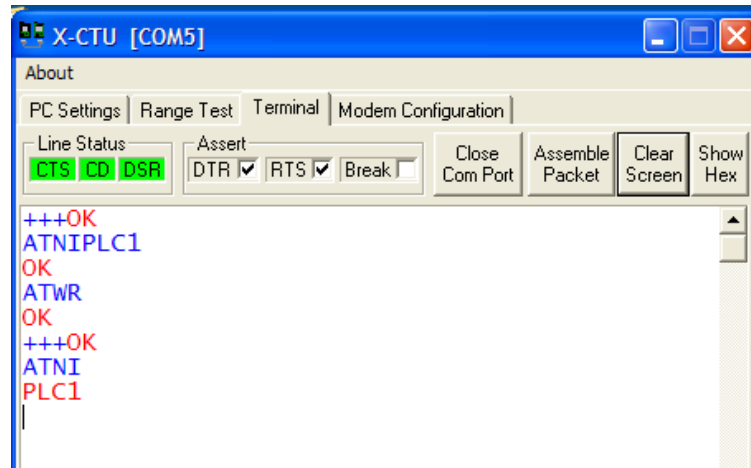 X-CTU [COM5]
About
PC Settings Range Test Terminal Modem Configuration
Line Status Assert
CTS CD DSR DTR RTS Break
Close Com Port
Assemble Packet
Clear Screen
Show Hex
+++OK
ATNIPLC1
OK
ATWR
OK
+++OK
ATNI
PLC1